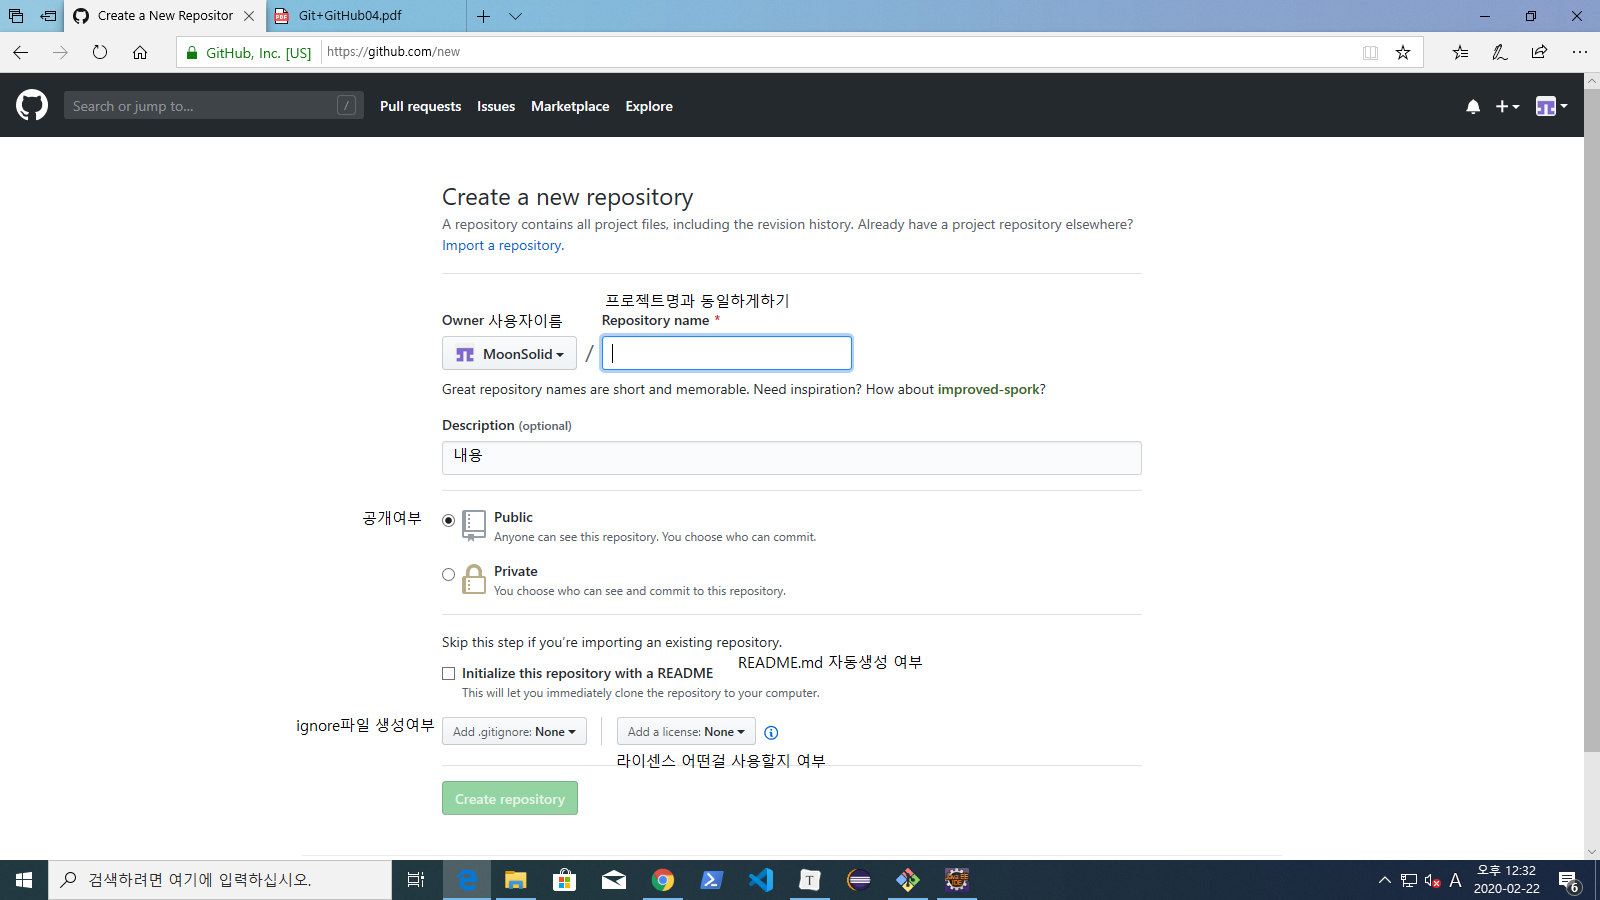 Create a New Repositor
Git+GitHub04.pdf
GitHub, Inc. [US]
https://github.com/new
Search or jump to...
/
Pull requests
Issues
Marketplace
Explore
Create a new repository
A repository contains all project files, including the revision history. Already have a project repository elsewhere?
Import a repository.
프로젝트명과 동일하게하기
Owner 사용자이름
Repository name *
MoonSolid
/
Great repository names are short and memorable. Need inspiration? How about improved-spork?
Description (optional)
내용
공개여부
Public
Anyone can see this repository. You choose who can commit.
Private
You choose who can see and commit to this repository.
Skip this step if you're importing an existing repository.
README.md 자동생성 여부
Initialize this repository with a README
This will let you immediately clone the repository to your computer.
ignore파일 생성여부
Add .gitignore: None
Add a license: None
라이센스 어떤걸 사용할지 여부
Create repository
검색하려면 여기에 입력하십시오.
A
오후 12:32
2020-02-22
6